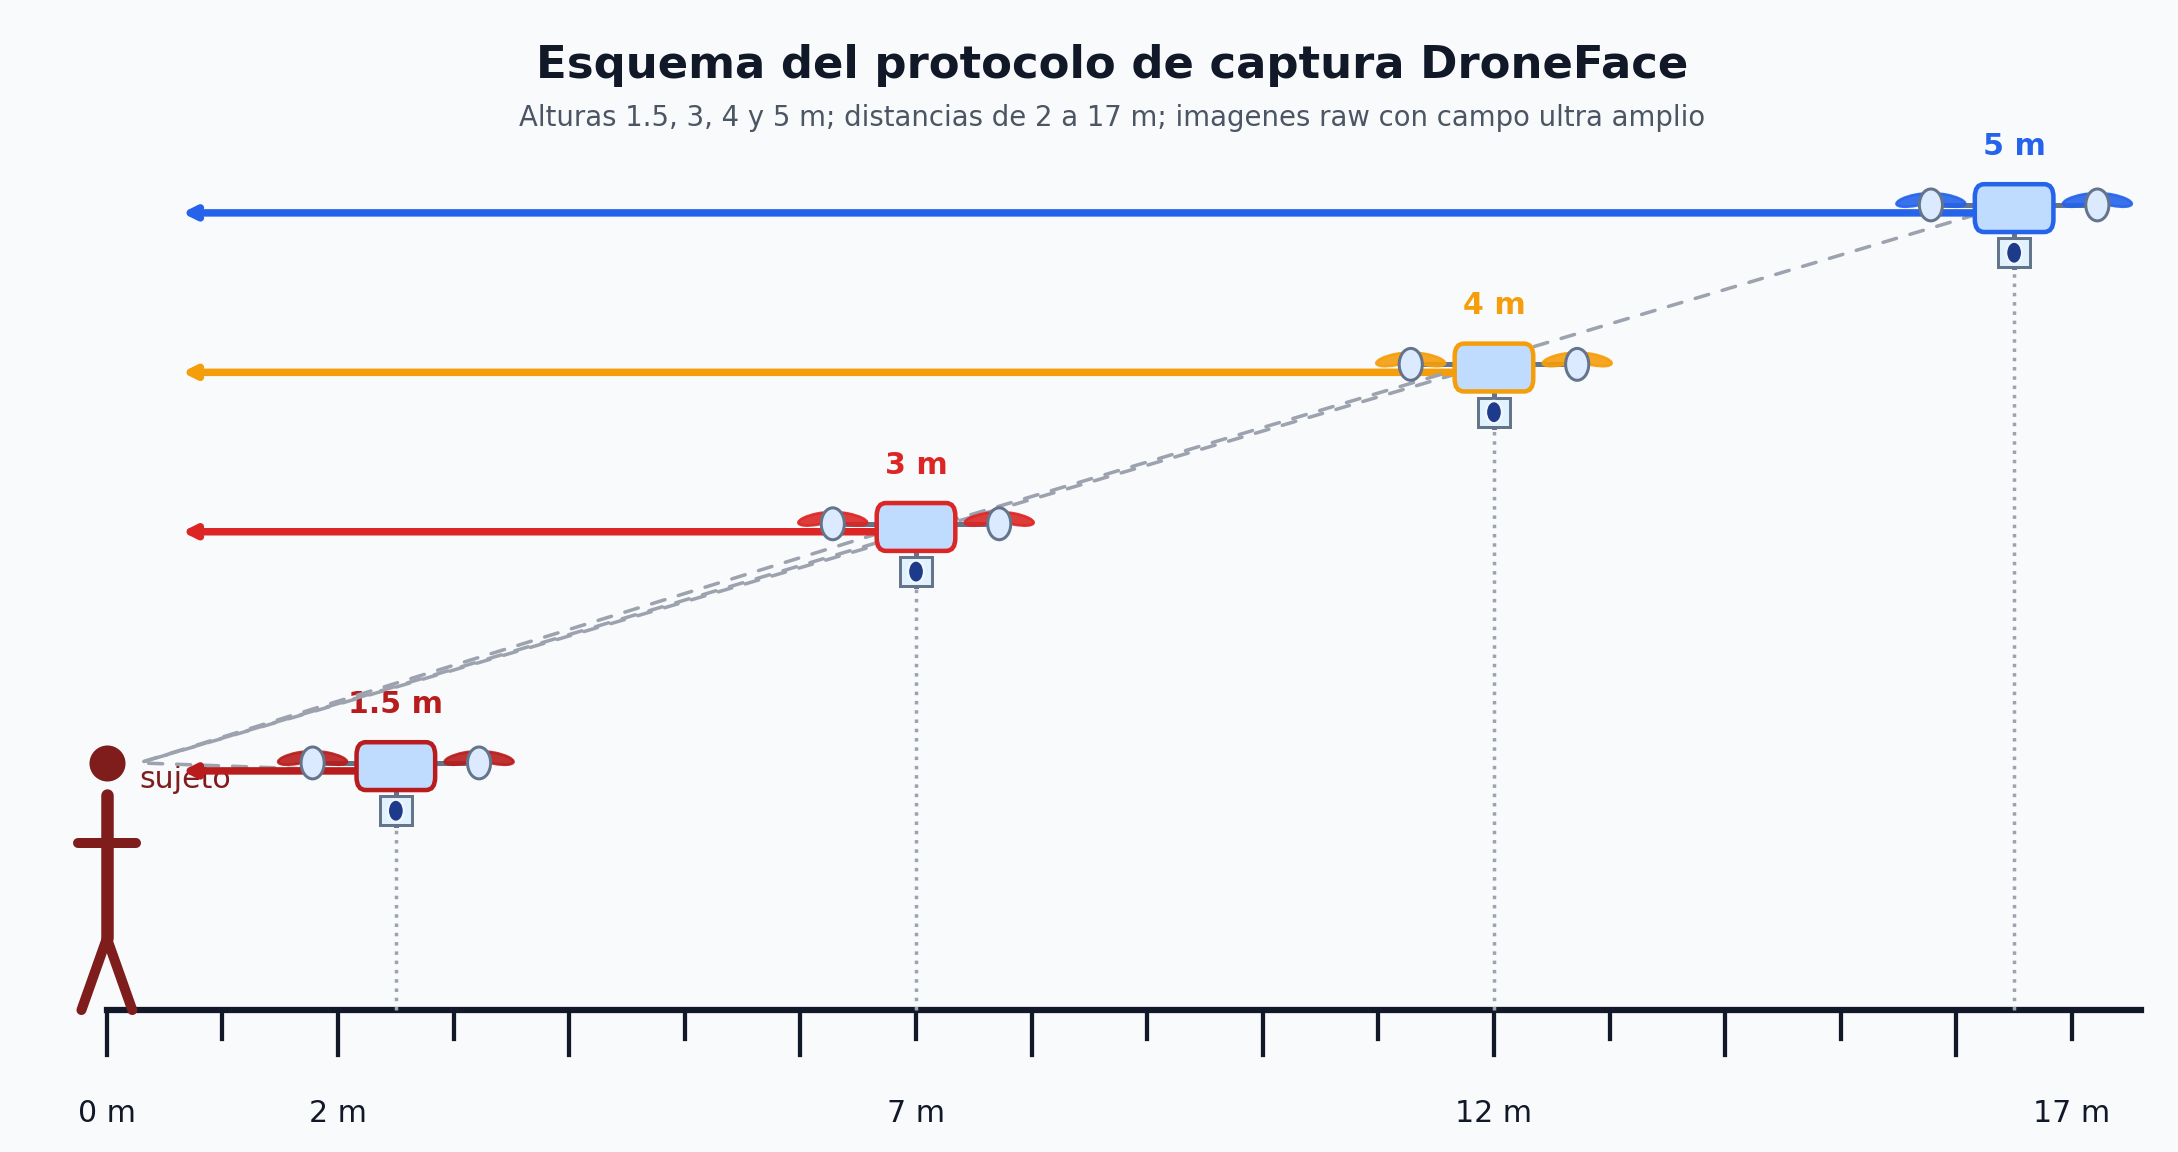 Esquema del protocolo de captura DroneFace
Alturas 1.5, 3, 4 y 5 m; distancias de 2 a 17 m; imagenes raw con campo ultra amplio
5 m
4 m
3 m
1.5 m
sujeto
0 m
2 m
7 m
12 m
17 m